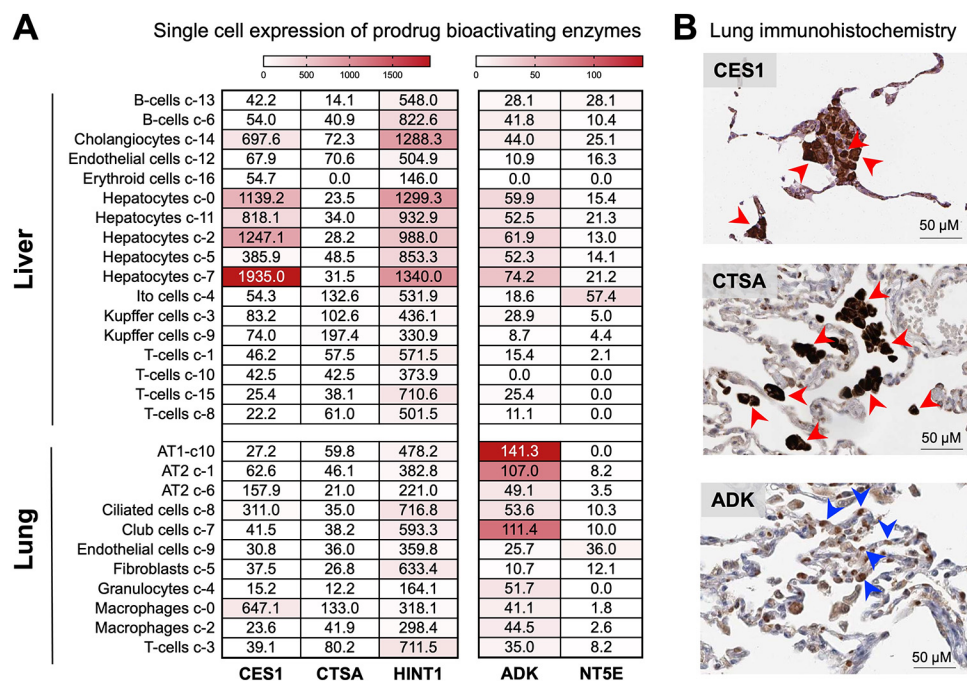 A Single cell expression of prodrug bioactivating enzymes
0 500 1000 1500 0 50 100
Liver
B-cells c-13 42.2 14.1 548.0 28.1 28.1
B-cells c-6 54.0 40.9 822.6 41.8 10.4
Cholangiocytes c-14 697.6 72.3 1288.3 44.0 25.1
Endothelial cells c-12 67.9 70.6 504.9 10.9 16.3
Erythroid cells c-16 54.7 0.0 146.0 0.0 0.0
Hepatocytes c-0 1139.2 23.5 1299.3 59.9 15.4
Hepatocytes c-11 818.1 34.0 932.9 52.5 21.3
Hepatocytes c-2 1247.1 28.2 988.0 61.9 13.0
Hepatocytes c-5 385.9 48.5 853.3 52.3 14.1
Hepatocytes c-7 1935.0 31.5 1340.0 74.2 21.2
Ito cells c-4 54.3 132.6 531.9 18.6 57.4
Kupffer cells c-3 83.2 102.6 436.1 28.9 5.0
Kupffer cells c-9 74.0 197.4 330.9 8.7 4.4
T-cells c-1 46.2 57.5 571.5 15.4 2.1
T-cells c-10 42.5 42.5 373.9 0.0 0.0
T-cells c-15 25.4 38.1 710.6 25.4 0.0
T-cells c-8 22.2 61.0 501.5 11.1 0.0
Lung
AT1-c10 27.2 59.8 478.2 141.3 0.0
AT2 c-1 62.6 46.1 382.8 107.0 8.2
AT2 c-6 157.9 21.0 221.0 49.1 3.5
Ciliated cells c-8 311.0 35.0 716.8 53.6 10.3
Club cells c-7 41.5 38.2 593.3 111.4 10.0
Endothelial cells c-9 30.8 36.0 359.8 25.7 36.0
Fibroblasts c-5 37.5 26.8 633.4 10.7 12.1
Granulocytes c-4 15.2 12.2 164.1 51.7 0.0
Macrophages c-0 647.1 133.0 318.1 41.1 1.8
Macrophages c-2 23.6 41.9 298.4 44.5 2.6
T-cells c-3 39.1 80.2 711.5 35.0 8.2
CES1 CTSA HINT1 ADK NT5E
B Lung immunohistochemistry
CES1
50 µM
CTSA
50 µM
ADK
50 µM